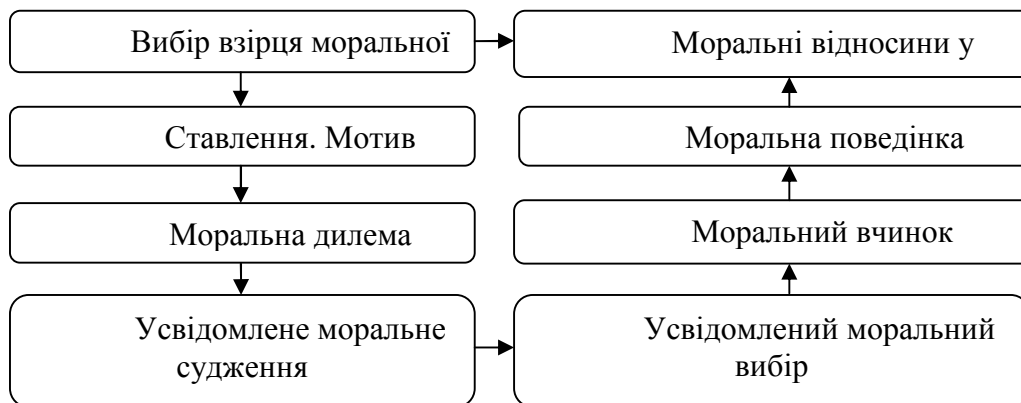 Вибір взірця моральної
Моральні відносини у
Ставлення. Мотив
Моральна поведінка
Моральна дилема
Моральний вчинок
Усвідомлене моральне
судження
Усвідомлений моральний
вибір